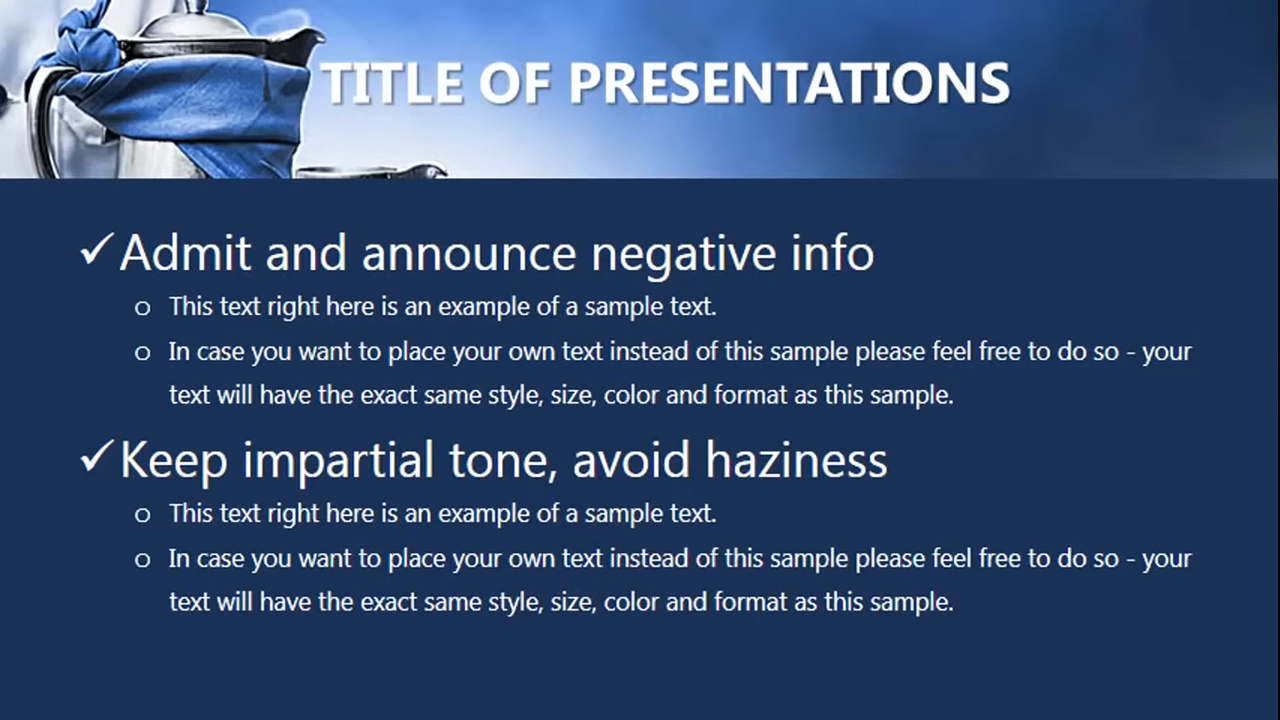 TITLE OF PRESENTATIONS
✓ Admit and announce negative info
o This text right here is an example of a sample text.
o In case you want to place your own text instead of this sample please feel free to do so - your
text will have the exact same style, size, color and format as this sample.
✓ Keep impartial tone, avoid haziness
o This text right here is an example of a sample text.
o In case you want to place your own text instead of this sample please feel free to do so - your
text will have the exact same style, size, color and format as this sample.